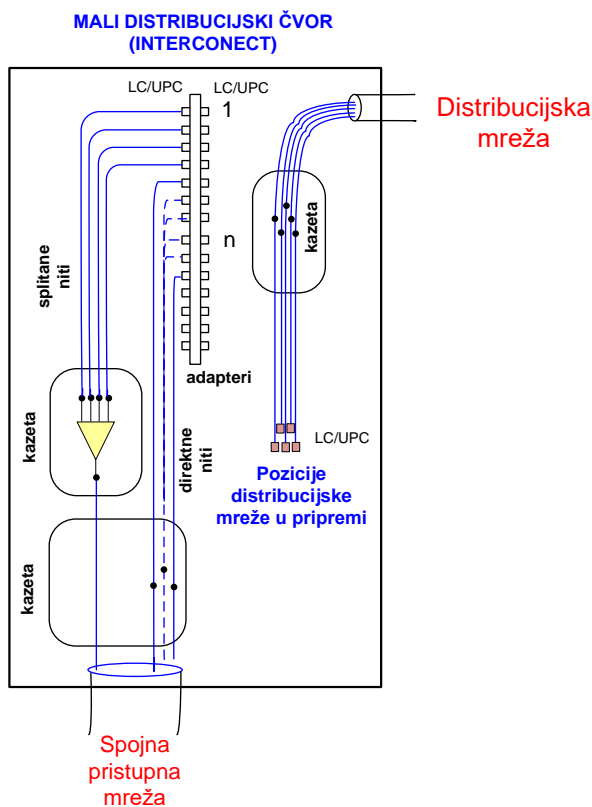 MALI DISTRIBUCIJSKI ČVOR
(INTERCONECT)
LC/UPC
LC/UPC
1
Distribucijska
mreža
kazeta
n
splitane
niti
adapteri
LC/UPC
kazeta
direktne
niti
Pozicije
distribucijske
mreže u pripremi
kazeta
Spojna
pristupna
mreža